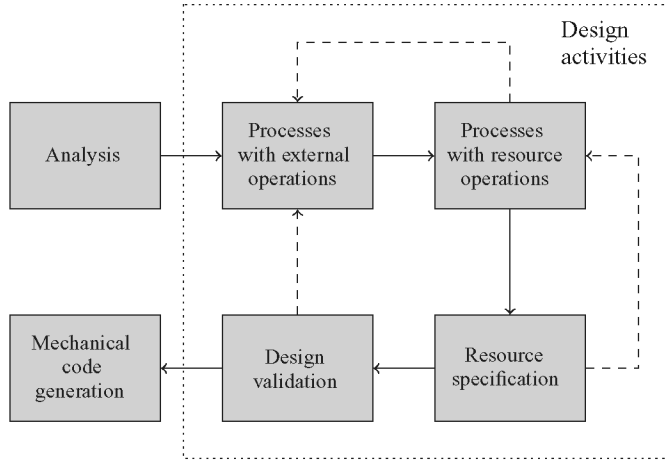 Design
activities
Analysis
Processes
with external
operations
Processes
with resource
operations
Mechanical
code
generation
Design
validation
Resource
specification